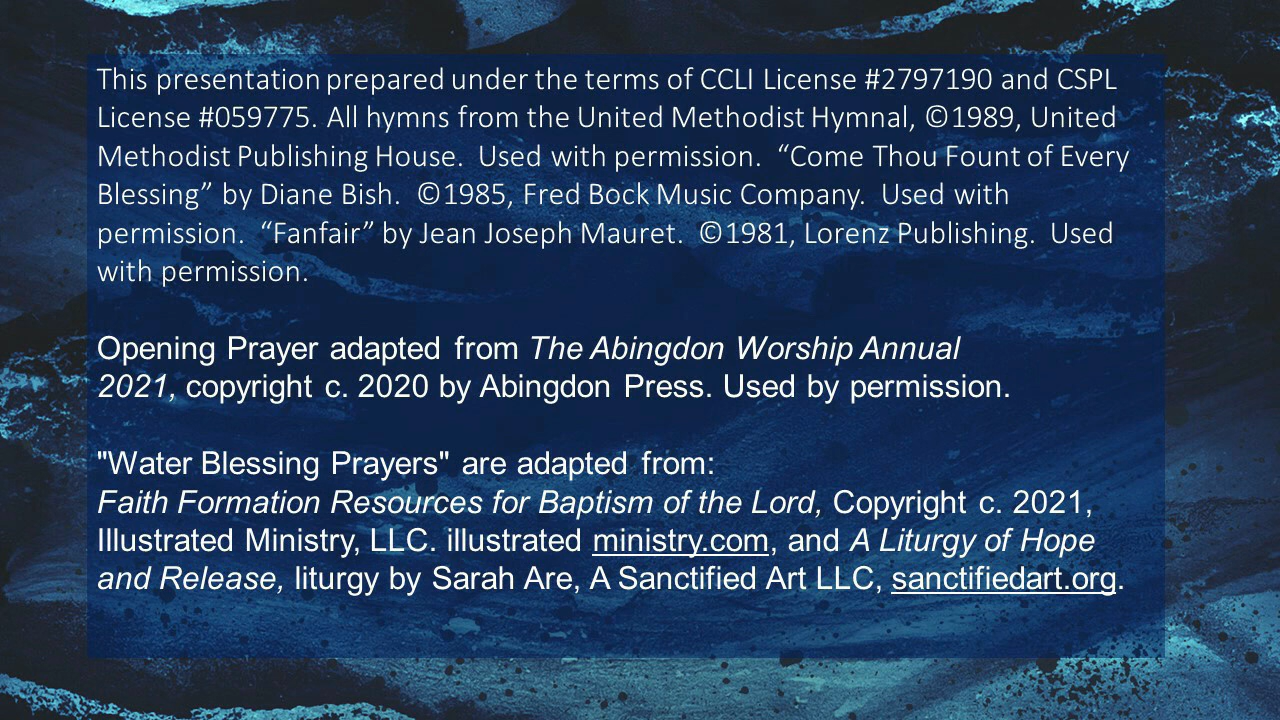 This presentation prepared under the terms of CCLI License #2797190 and CSPL
License #059775. All hymns from the United Methodist Hymnal, ©1989, United
Methodist Publishing House.  Used with permission.  “Come Thou Fount of Every
Blessing” by Diane Bish.  ©1985, Fred Bock Music Company.  Used with
permission.  “Fanfair” by Jean Joseph Mauret.  ©1981, Lorenz Publishing.  Used
with permission.
Opening Prayer adapted from The Abingdon Worship Annual
2021, copyright c. 2020 by Abingdon Press. Used by permission.
"Water Blessing Prayers" are adapted from:
Faith Formation Resources for Baptism of the Lord, Copyright c. 2021,
Illustrated Ministry, LLC. illustrated ministry.com, and A Liturgy of Hope
and Release, liturgy by Sarah Are, A Sanctified Art LLC, sanctifiedart.org.